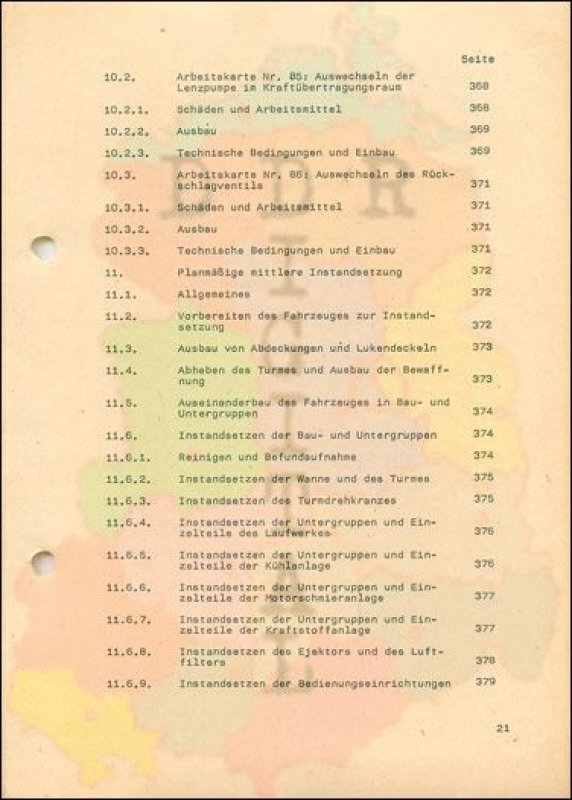 Seite
10.2. Arbeitskarte Nr. 85: Auswechseln der
Lenzpumpe im Kraftübertragungsraum 368
10.2.1. Schäden und Arbeitsmittel 368
10.2.2. Ausbau 369
10.2.3. Technische Bedingungen und Einbau 369
10.3. Arbeitskarte Nr. 86: Auswechseln des Rück-
schlagventils 371
10.3.1. Schäden und Arbeitsmittel 371
10.3.2. Ausbau 371
10.3.3. Technische Bedingungen und Einbau 371
11. Planmäßige mittlere Instandsetzung 372
11.1. Allgemeines 372
11.2. Vorbereiten des Fahrzeuges zur Instand-
setzung 372
11.3. Ausbau von Abdeckungen und Lukendeckeln 373
11.4. Abheben des Turmes und Ausbau der Bewaff-
nung 373
11.5. Auseinanderbau des Fahrzeuges in Bau- und
Untergruppen 374
11.6. Instandsetzen der Bau- und Untergruppen 374
11.6.1. Reinigen und Befundaufnahme 374
11.6.2. Instandsetzen der Wanne und des Turmes 375
11.6.3. Instandsetzen des Turmdrehkranzes 375
11.6.4. Instandsetzen der Untergruppen und Ein-
zelteile des Laufwerkes 376
11.6.5. Instandsetzen der Untergruppen und Ein-
zelteile der Kühlanlage 376
11.6.6. Instandsetzen der Untergruppen und Ein-
zelteile der Motorschmieranlage 377
11.6.7. Instandsetzen der Untergruppen und Ein-
zelteile der Kraftstoffanlage 377
11.6.8. Instandsetzen des Ejektors und des Luft-
filters 378
11.6.9. Instandsetzen der Bedienungseinrichtungen 379
21